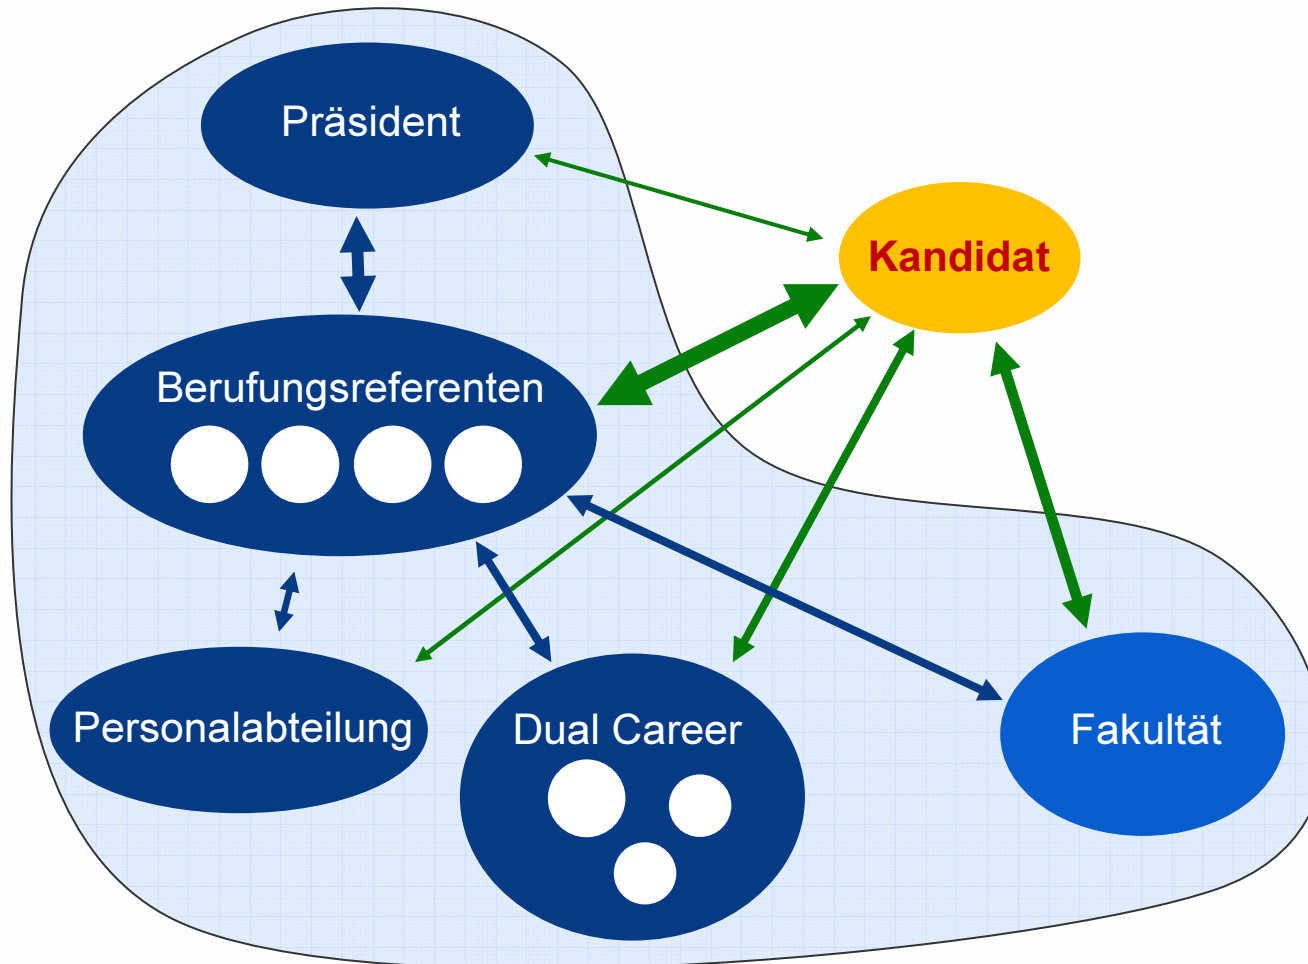 Präsident
Kandidat
Berufungsreferenten
Personalabteilung
Dual Career
Fakultät